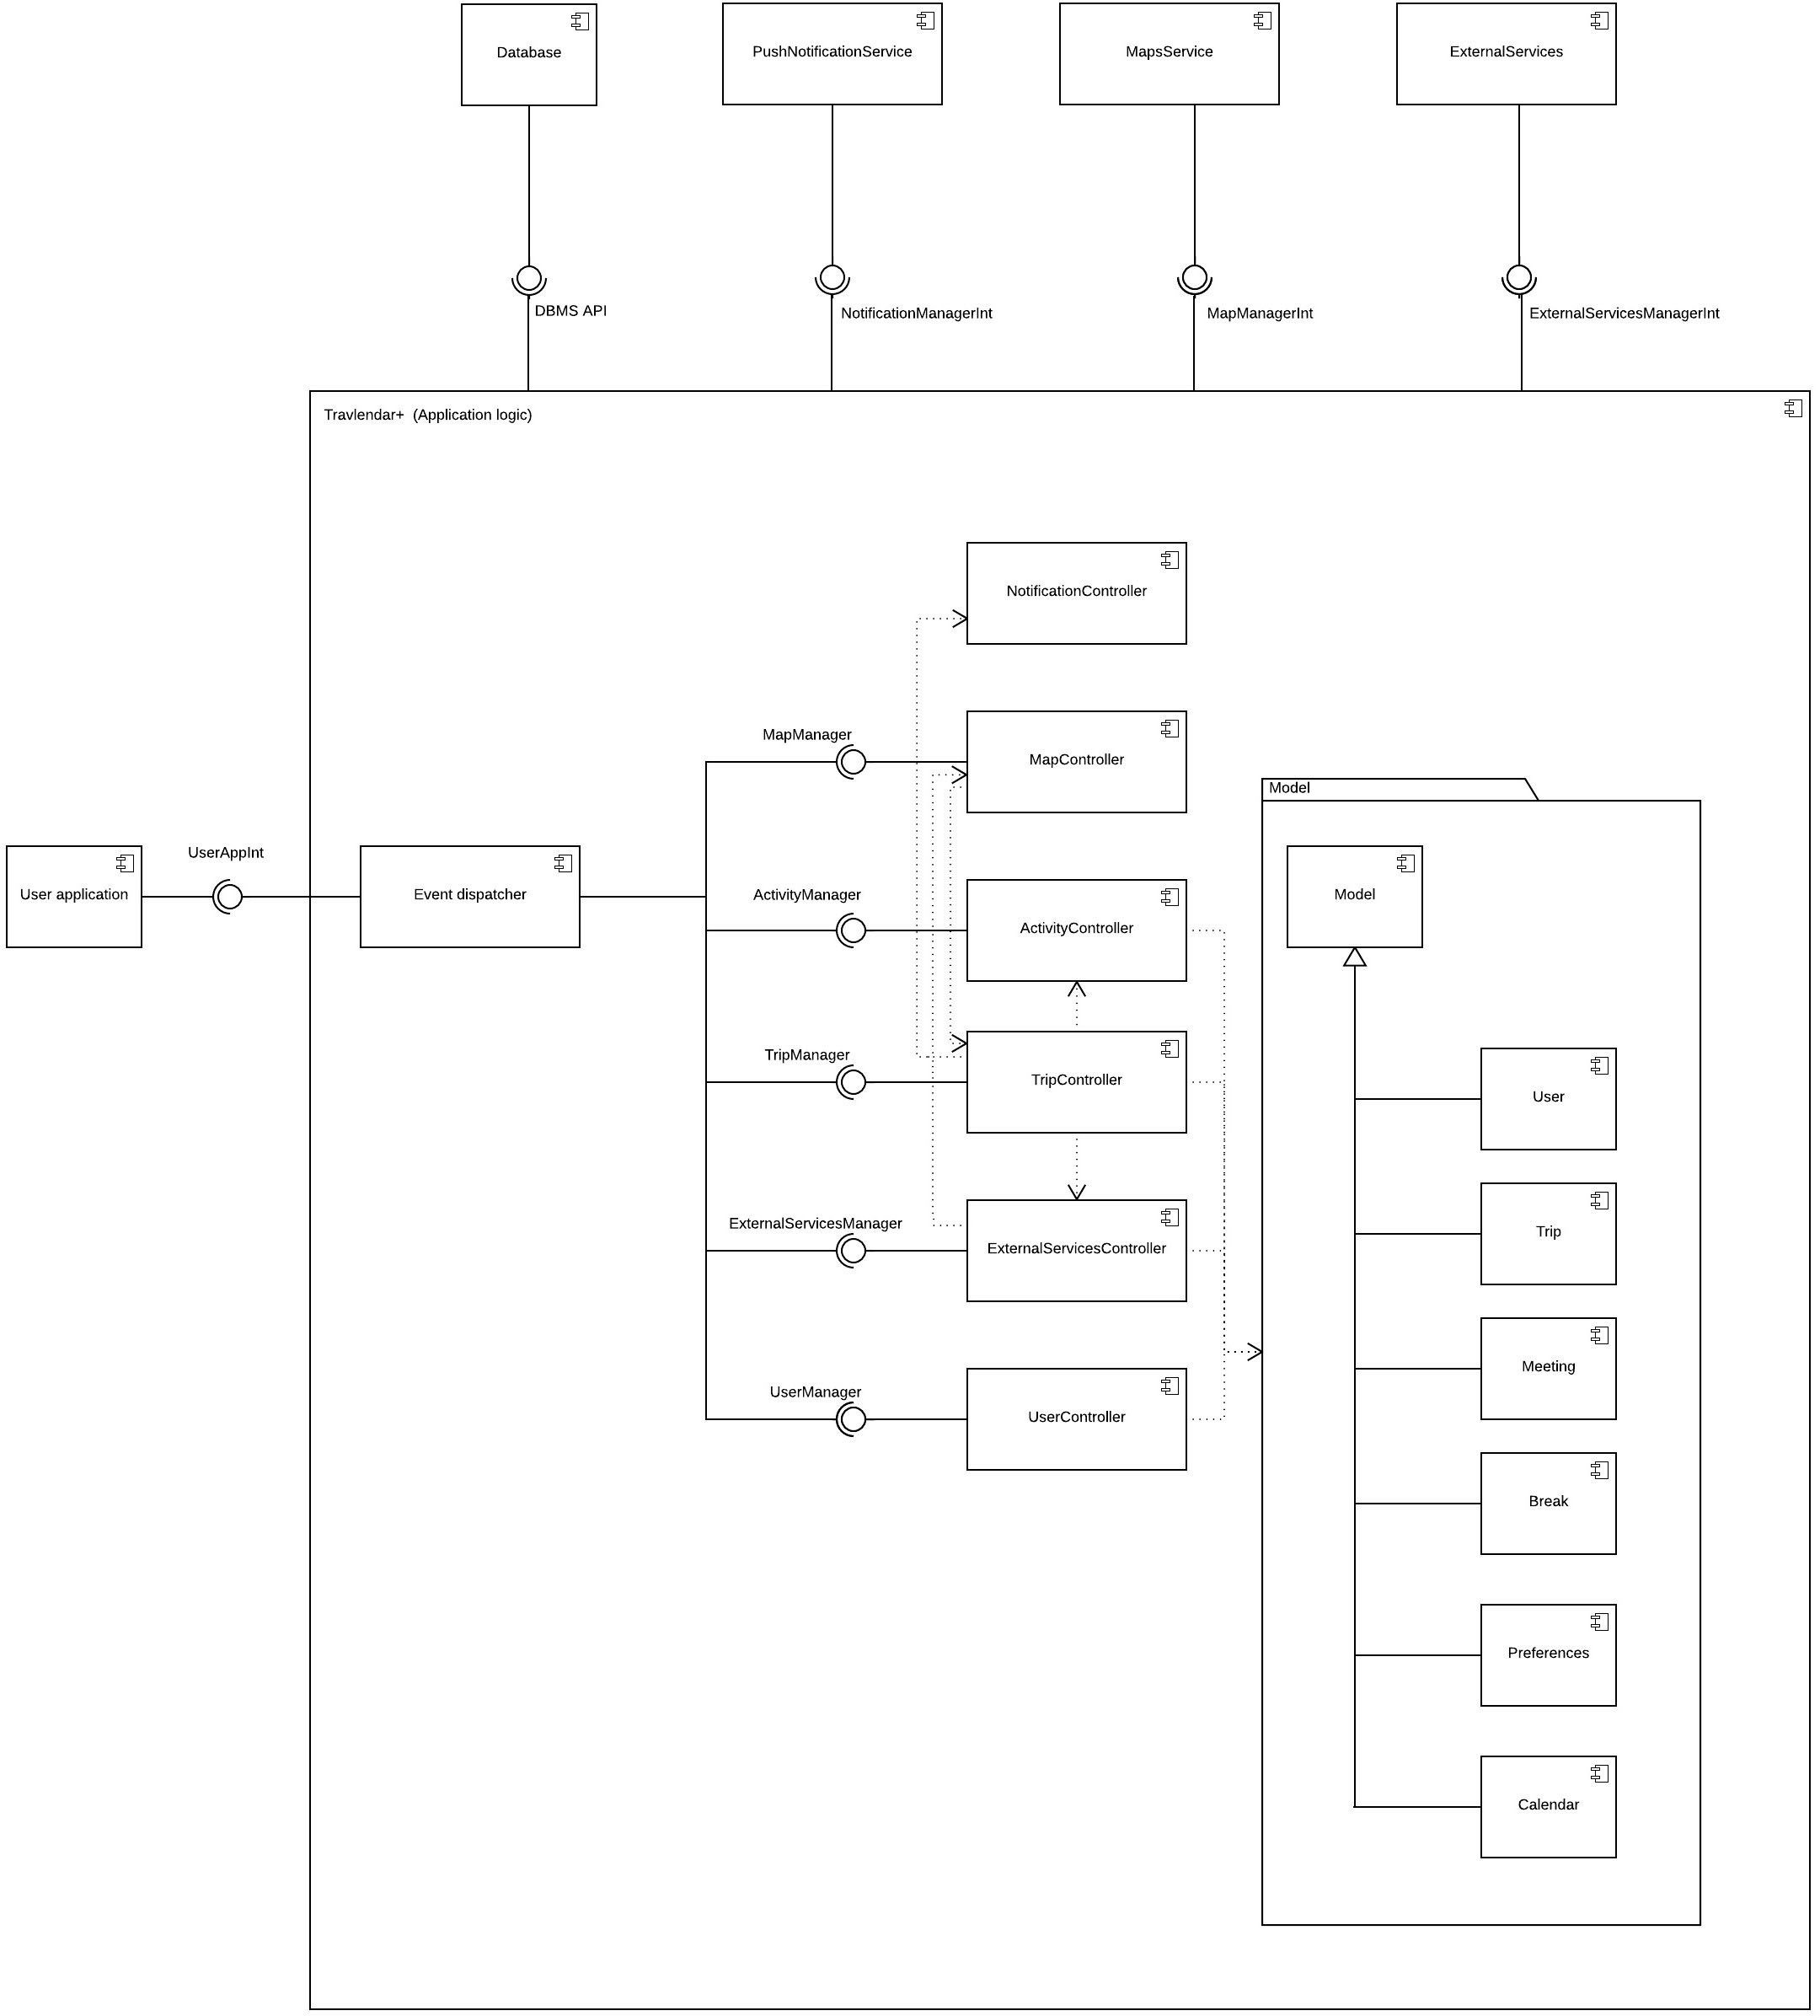 Database
PushNotificationService
MapsService
ExternalServices
DBMS API
NotificationManagerInt
MapManagerInt
ExternalServicesManagerInt
Travlendar+  (Application logic)
NotificationController
MapManager
MapController
Model
UserAppInt
User application
Event dispatcher
ActivityManager
ActivityController
Model
TripManager
TripController
User
ExternalServicesManager
ExternalServicesController
Trip
Meeting
UserManager
UserController
Break
Preferences
Calendar